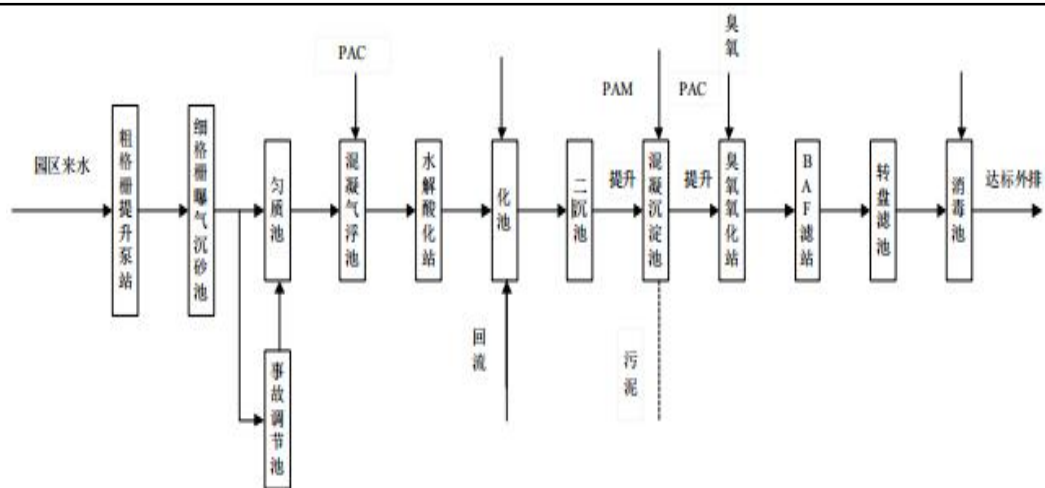 PAC
臭氧
PAM
PAC
园区来水
粗格栅提升泵站
细格栅曝气沉砂池
匀质池
混凝气浮池
水解酸化站
化池
二沉池
提升
混凝沉淀池
提升
臭氧氧化站
BAF滤站
转盘滤池
消毒池
达标外排
回流
污泥
事故调节池